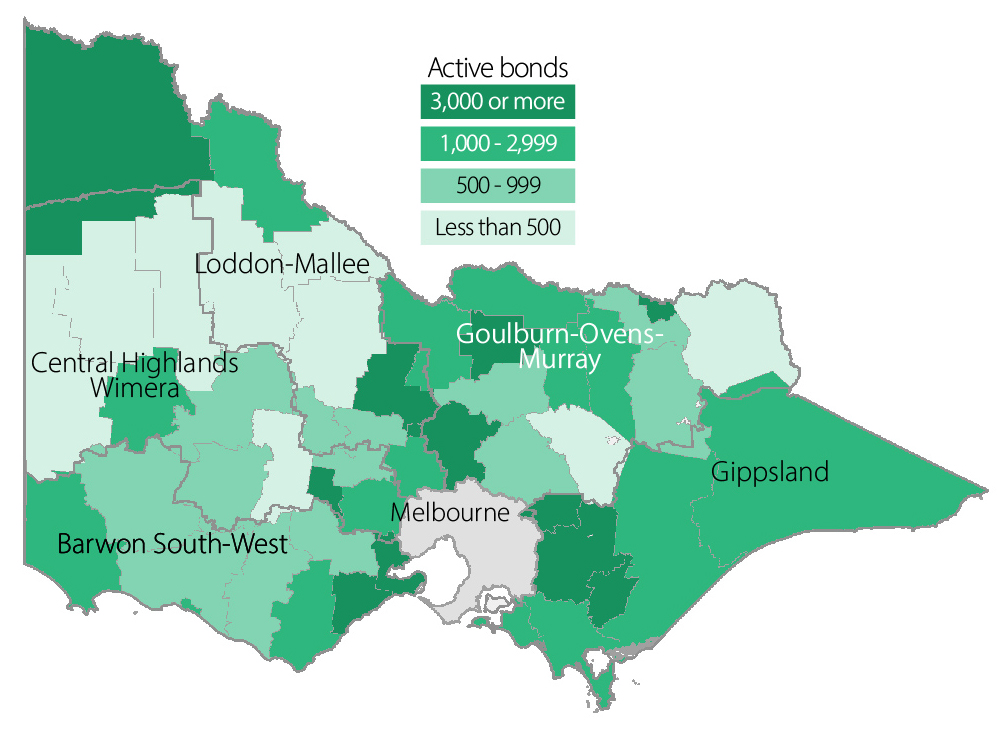 Active bonds
3,000 or more
1,000 - 2,999
500 - 999
Less than 500
Loddon-Mallee
Goulburn-Ovens-
Murray
Central Highlands
Wimera
Gippsland
Melbourne
Barwon South-West